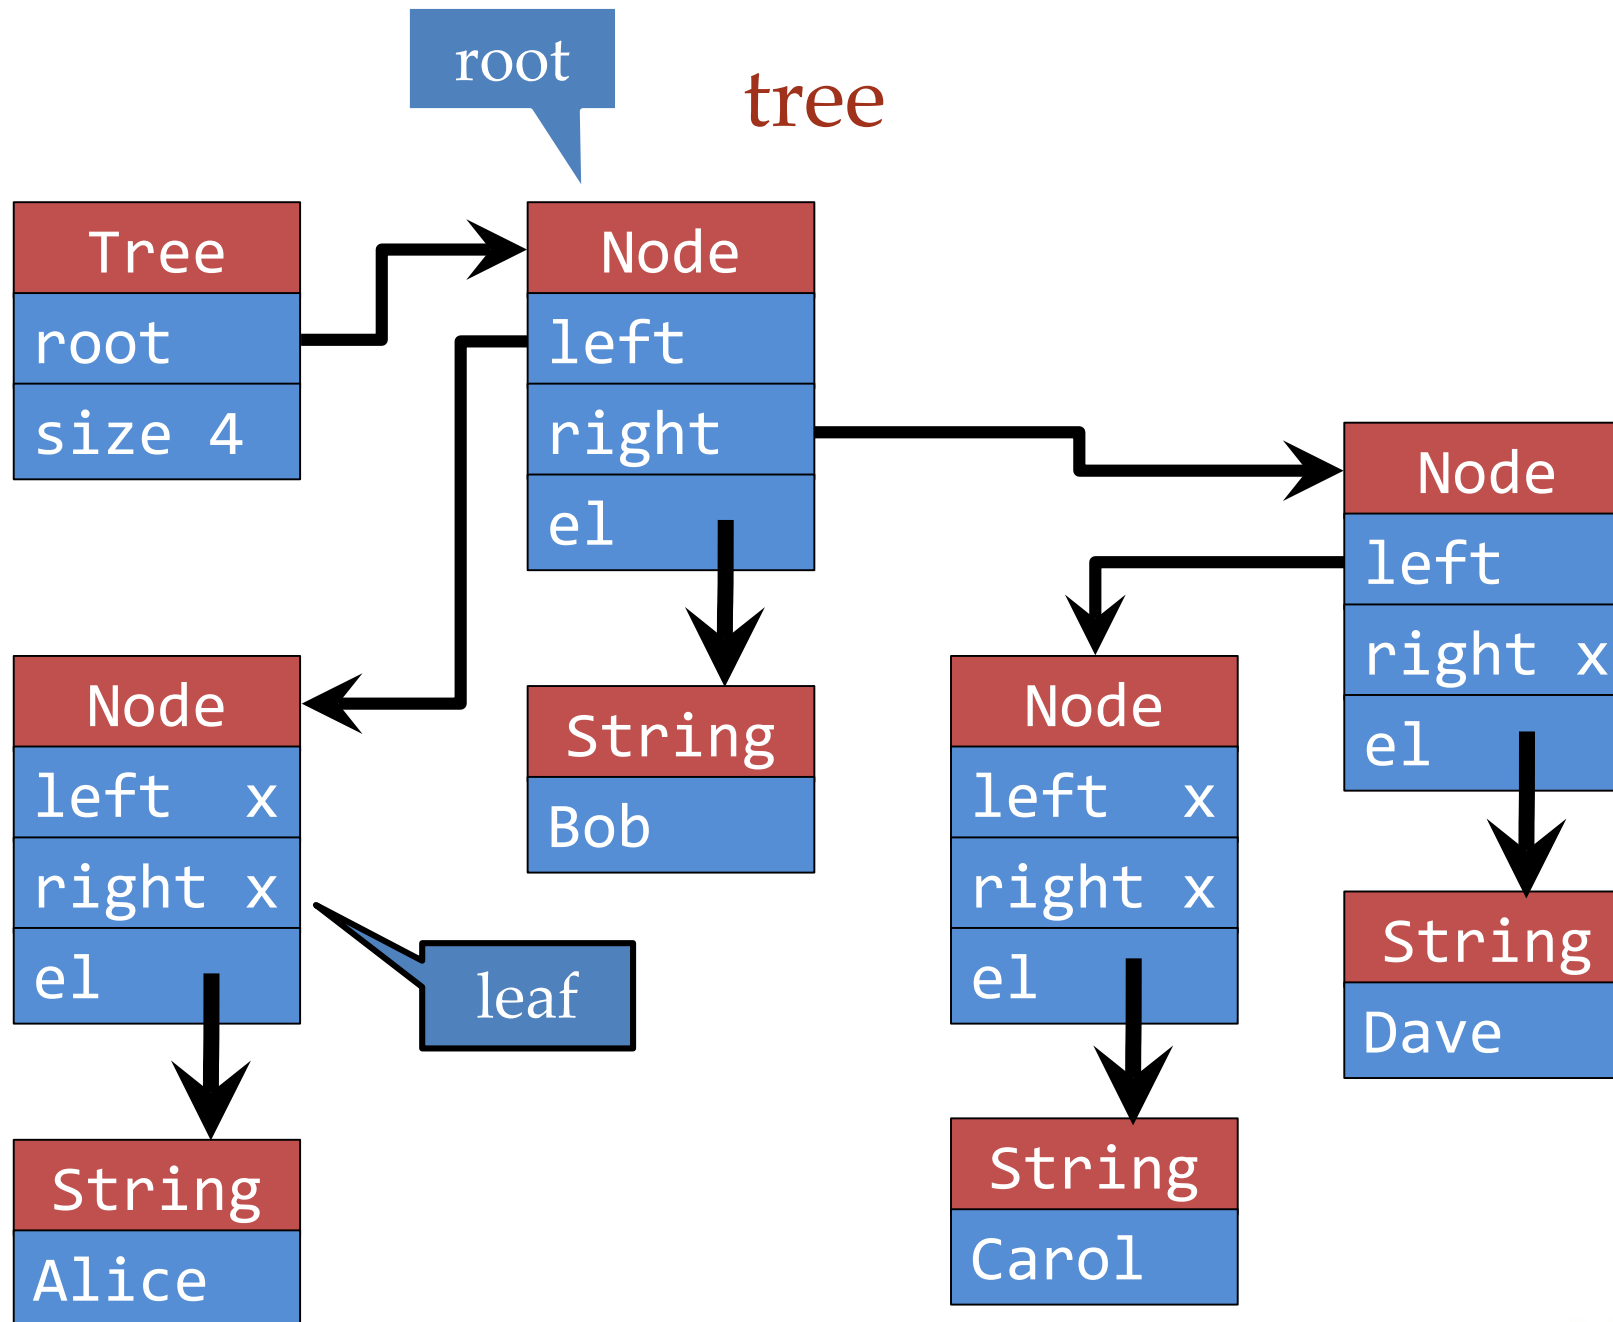 root
tree
Tree
root
size 4
Node
left
right
el
Node
left
right x
el
Node
left x
right x
el
String
Bob
Node
left x
right x
el
leaf
String
Dave
String
Alice
String
Carol